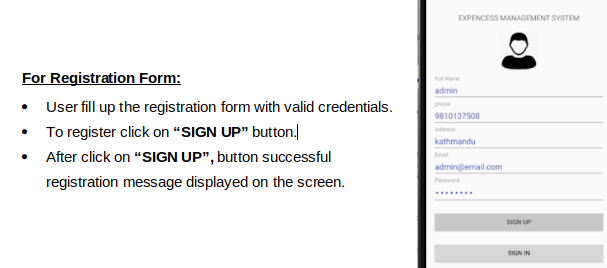 For Registration Form:
• User fill up the registration form with valid credentials.
• To register click on “SIGN UP” button.
• After click on “SIGN UP”, button successful
registration message displayed on the screen.
EXPENCESS MANAGEMENT SYSTEM
Full Name
admin
phone
9810137508
Address
kathmandu
Email
admin@email.com
Password
••••••••
SIGN UP
SIGN IN